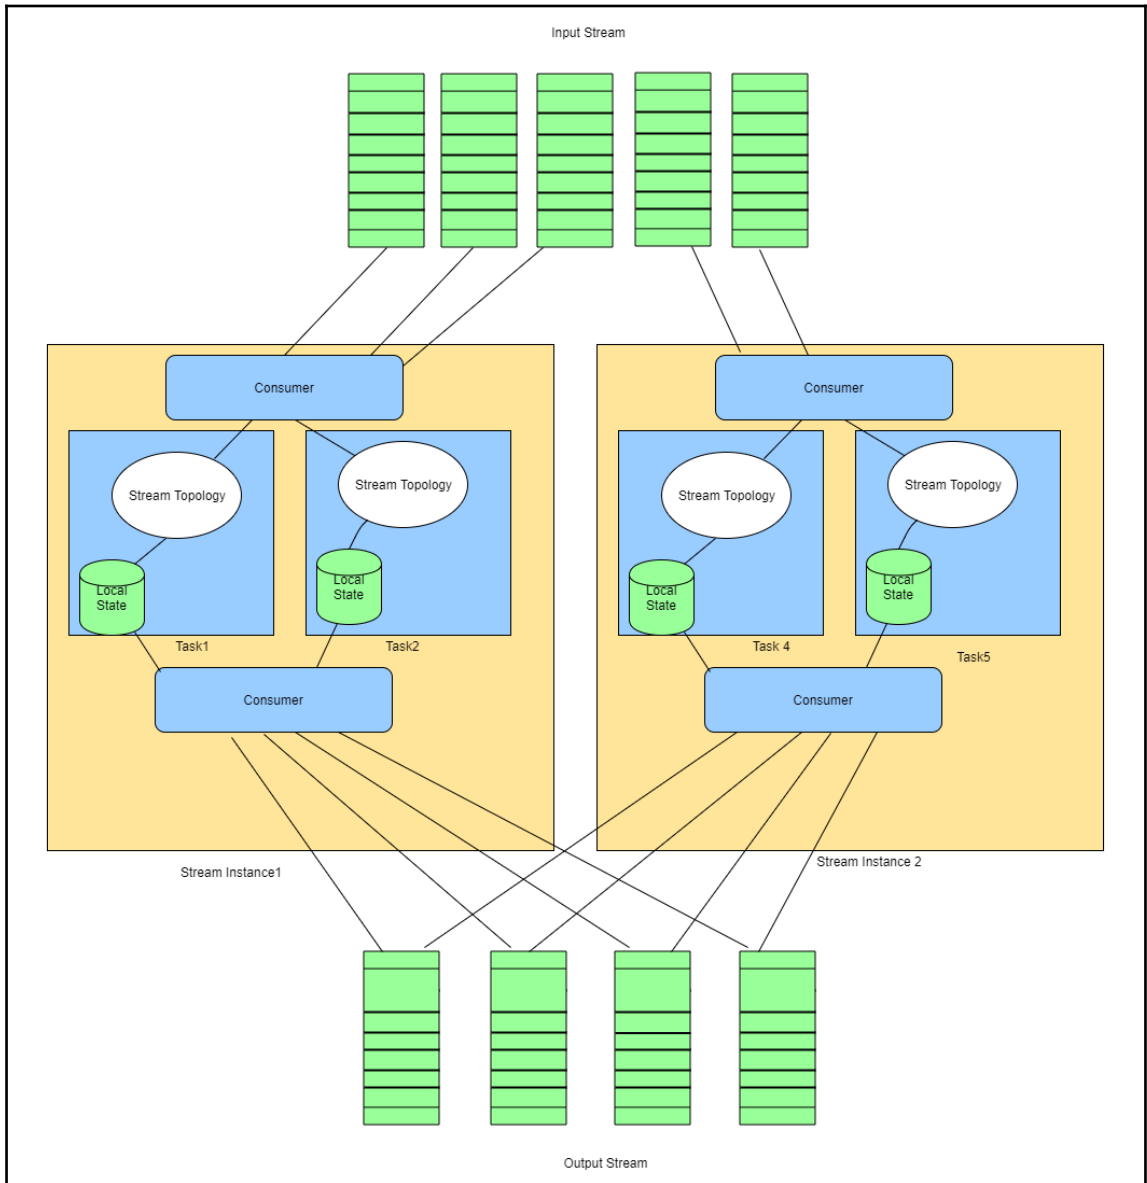 Input Stream
Consumer
Consumer
Stream Topology
Stream Topology
Stream Topology
Stream Topology
Local
State
Local
State
Local
State
Local
State
Task1
Task2
Task 4
Task5
Consumer
Consumer
Stream Instance1
Stream Instance 2
Output Stream